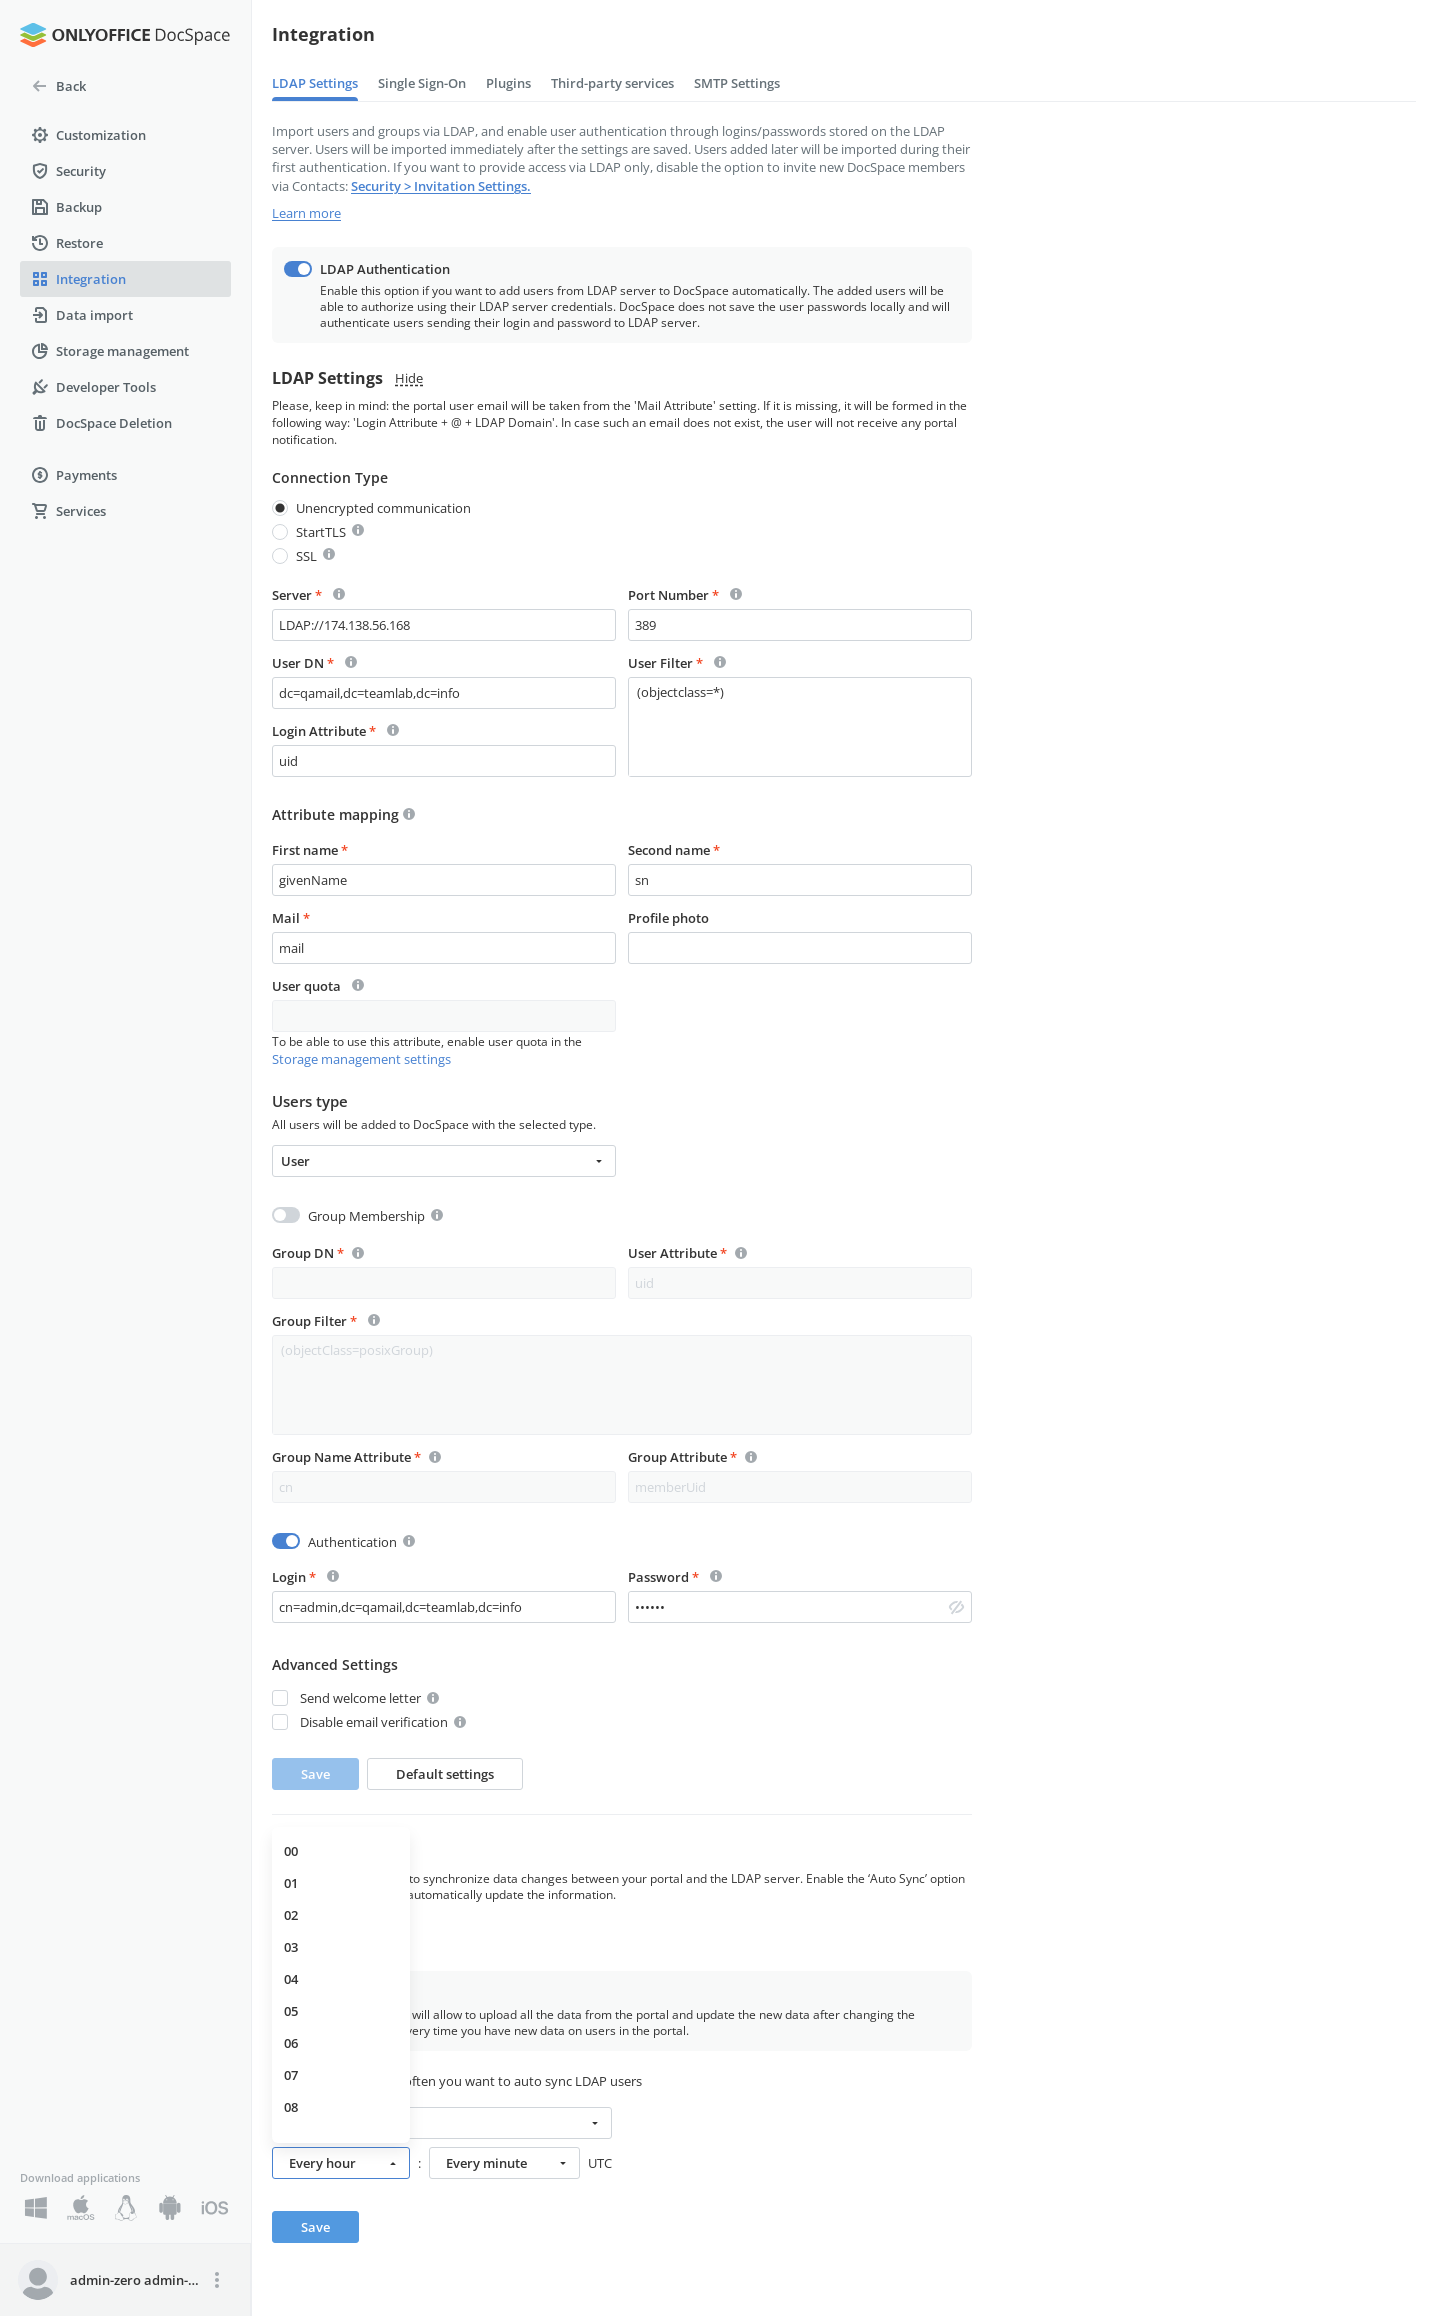 ONLYOFFICE DocSpace
Back
Customization
Security
Backup
Restore
Integration
Data import
Storage management
Developer Tools
DocSpace Deletion
Payments
Services
Download applications
macOS
iOS
admin-zero admin-...
Integration
LDAP Settings Single Sign-On Plugins Third-party services SMTP Settings
Import users and groups via LDAP, and enable user authentication through logins/passwords stored on the LDAP
server. Users will be imported immediately after the settings are saved. Users added later will be imported during their
first authentication. If you want to provide access via LDAP only, disable the option to invite new DocSpace members
via Contacts: Security > Invitation Settings.
Learn more
LDAP Authentication
Enable this option if you want to add users from LDAP server to DocSpace automatically. The added users will be
able to authorize using their LDAP server credentials. DocSpace does not save the user passwords locally and will
authenticate users sending their login and password to LDAP server.
LDAP Settings Hide
Please, keep in mind: the portal user email will be taken from the 'Mail Attribute' setting. If it is missing, it will be formed in the
following way: 'Login Attribute + @ + LDAP Domain'. In case such an email does not exist, the user will not receive any portal
notification.
Connection Type
Unencrypted communication
StartTLS
SSL
Server * Port Number *
LDAP://174.138.56.168 389
User DN * User Filter *
dc=qamail,dc=teamlab,dc=info (objectclass=*)
Login Attribute *
uid
Attribute mapping
First name * Second name *
givenName sn
Mail * Profile photo
mail
User quota
To be able to use this attribute, enable user quota in the
Storage management settings
Users type
All users will be added to DocSpace with the selected type.
User
Group Membership
Group DN * User Attribute *
uid
Group Filter *
(objectClass=posixGroup)
Group Name Attribute * Group Attribute *
cn memberUid
Authentication
Login * Password *
cn=admin,dc=qamail,dc=teamlab,dc=info ••••••
Advanced Settings
Send welcome letter
Disable email verification
Save Default settings
00
to synchronize data changes between your portal and the LDAP server. Enable the ‘Auto Sync’ option
01
automatically update the information.
02
03
04
05
will allow to upload all the data from the portal and update the new data after changing the
very time you have new data on users in the portal.
06
07
often you want to auto sync LDAP users
08
Every hour : Every minute UTC
Save